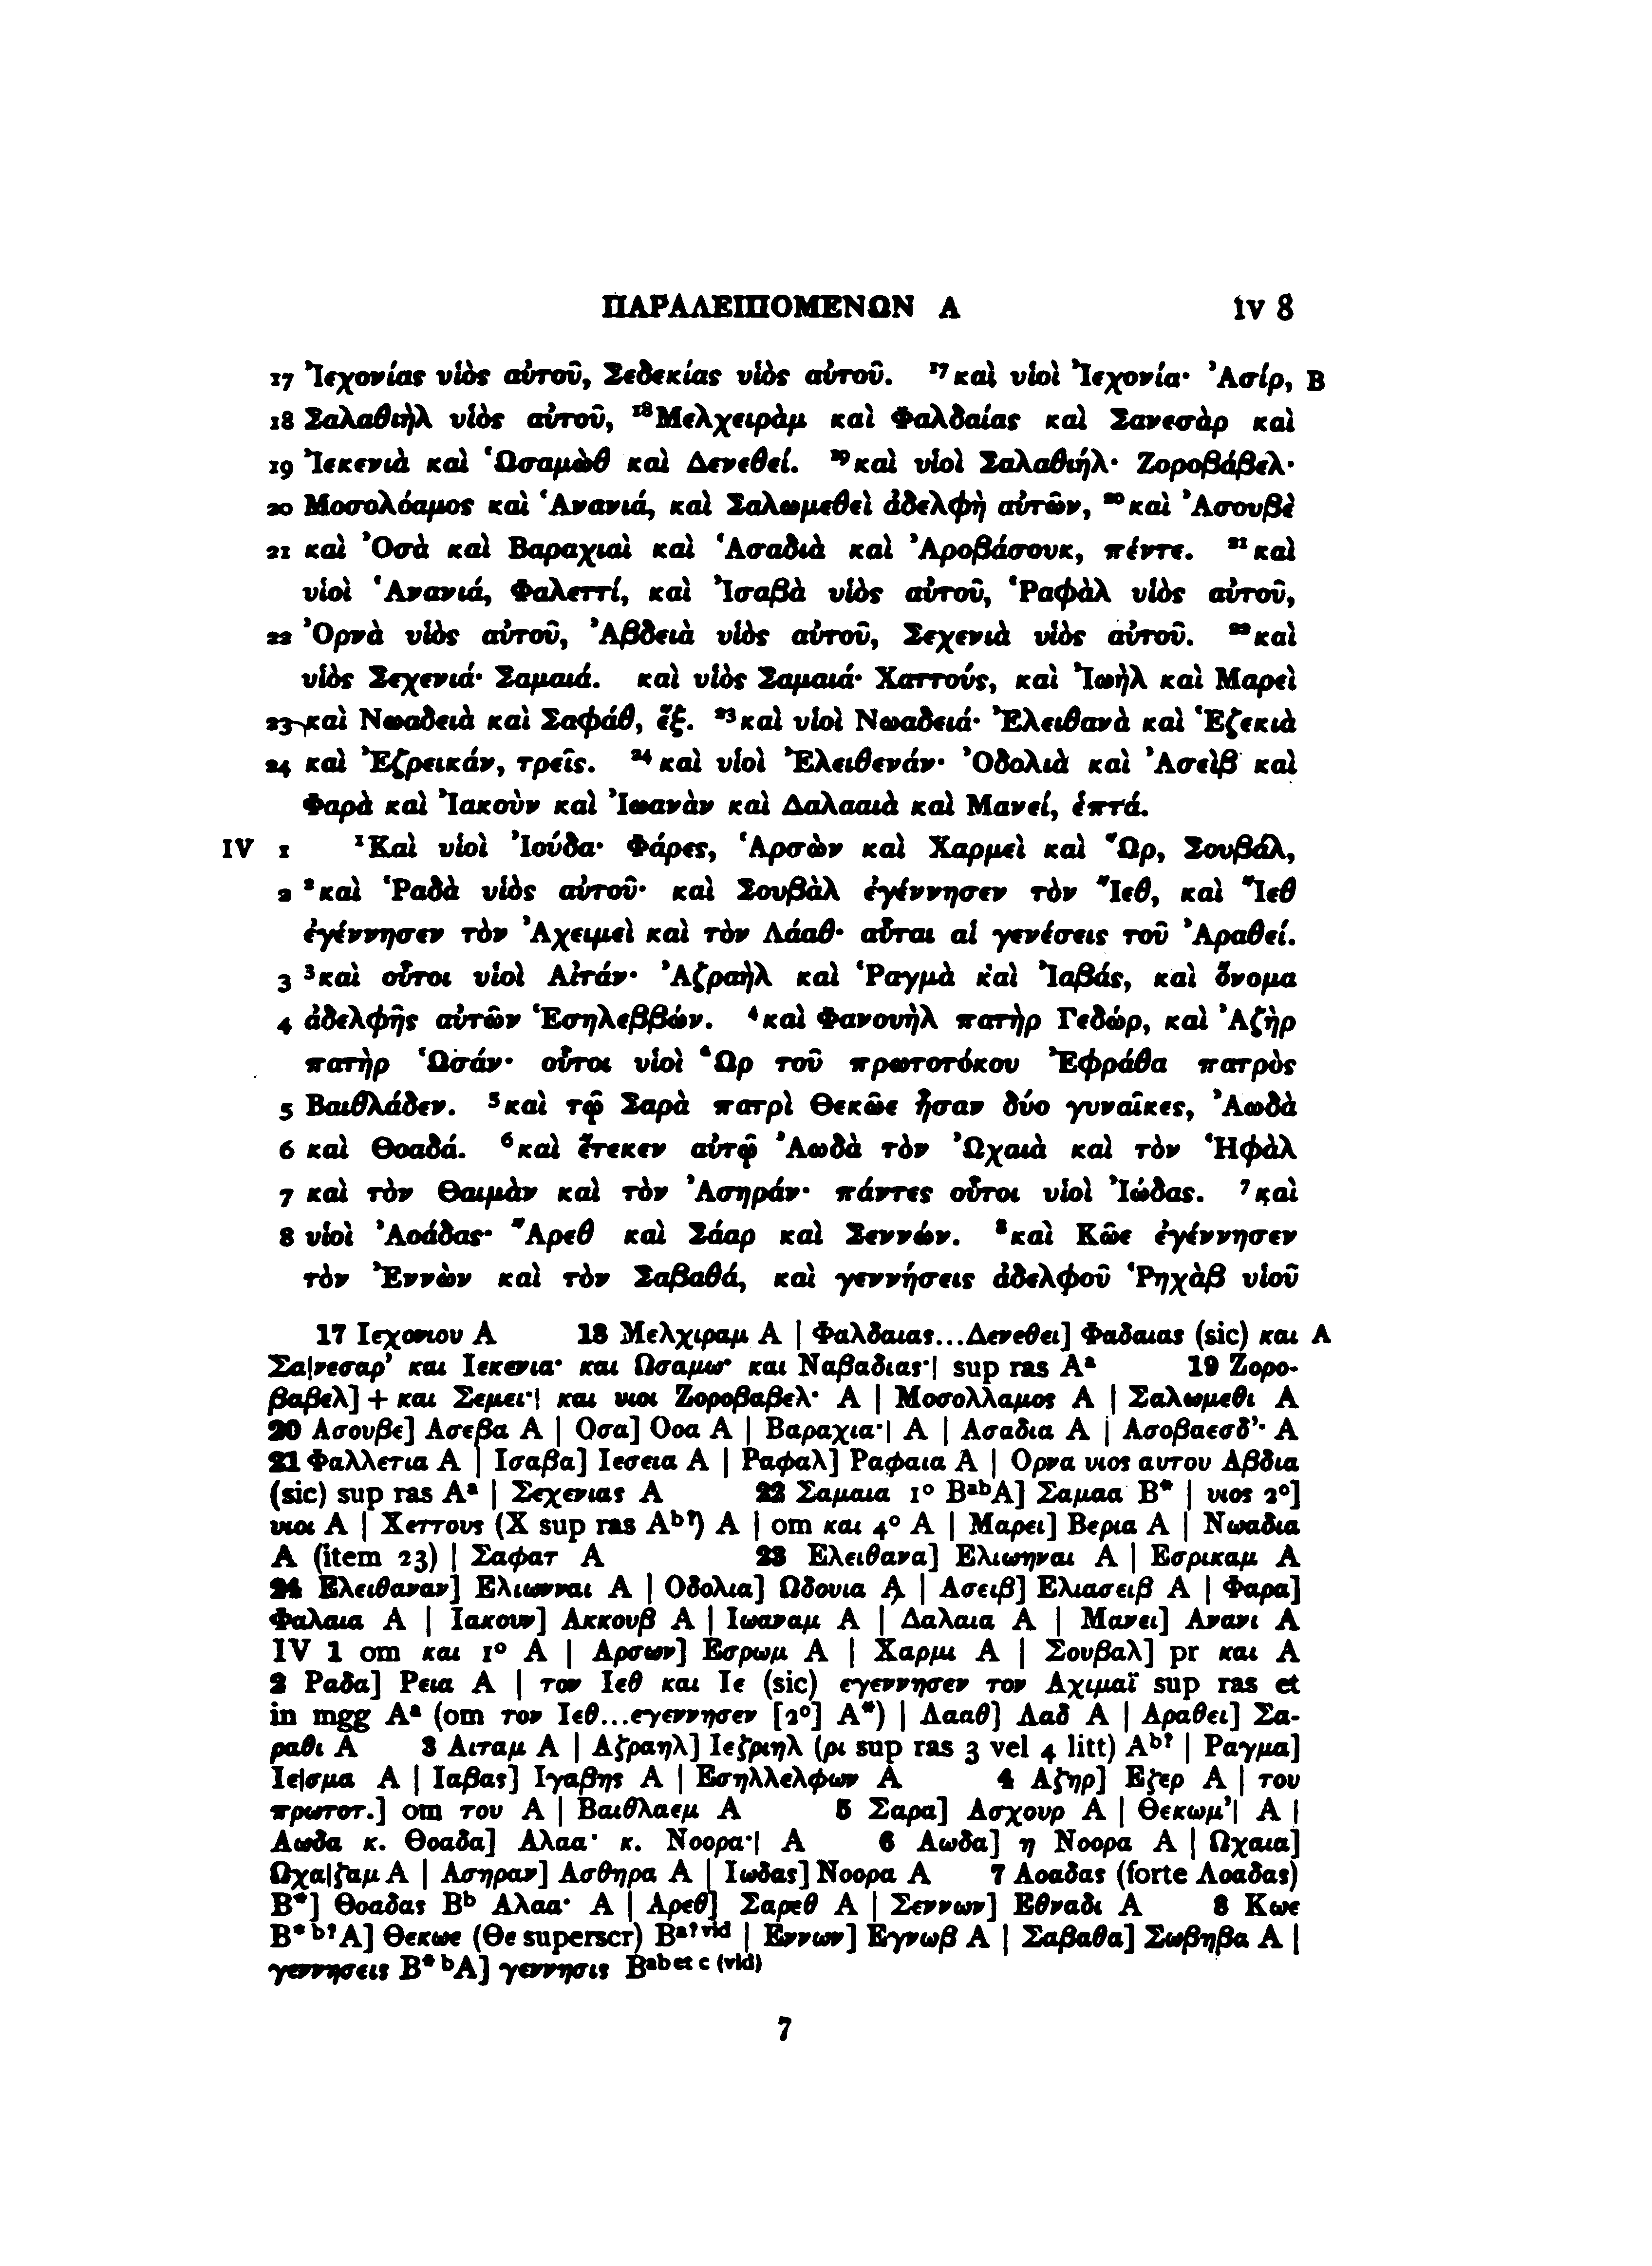 ΠΑΡΑΛΕΙΠΟΜΕΝΩΝ Α IV 8
17 Ἰεχονίας υἱὸς αὐτοῦ, Σεδεκίας υἱὸς αὐτοῦ. ¹⁷καὶ υἱοὶ Ἰεχονία· Ἀσίρ, B
18 Σαλαθιὴλ υἱὸς αὐτοῦ, ¹⁸Μελχειρὰμ καὶ Φαλδαίας καὶ Σανεσὰρ καὶ
19 Ἰεκενιὰ καὶ Ὡσαμὼθ καὶ Δενεθεί. ¹⁹καὶ υἱοὶ Σαλαθιήλ· Ζοροβάβελ·
20 Μοσολόαμος καὶ Ἁνανιά, καὶ Σαλωμεθεὶ ἀδελφὴ αὐτῶν, ²⁰καὶ Ἀσουβὲ
21 καὶ Ὀσὰ καὶ Βαραχιαὶ καὶ Ἁσαδιὰ καὶ Ἀροβάσουκ, πέντε. ²¹καὶ
υἱοὶ Ἁνανιά, Φαλεττί, καὶ Ἰσαβὰ υἱὸς αὐτοῦ, Ῥαφὰλ υἱὸς αὐτοῦ,
22 Ὀρνὰ υἱὸς αὐτοῦ, Ἀβδειὰ υἱὸς αὐτοῦ, Σεχενιὰ υἱὸς αὐτοῦ. ²²καὶ
υἱὸς Σεχενιά· Σαμαιά. καὶ υἱὸς Σαμαιά· Χαττούς, καὶ Ἰωὴλ καὶ Μαρεὶ
23 καὶ Νωαδειὰ καὶ Σαφάθ, ἕξ. ²³καὶ υἱοὶ Νωαδειά· Ἐλειθανὰ καὶ Ἑζεκιὰ
24 καὶ Ἐζρεικάν, τρεῖς. ²⁴καὶ υἱοὶ Ἐλειθενάν· Ὀδολιὰ καὶ Ἀσεὶβ καὶ
Φαρὰ καὶ Ἰακοὺν καὶ Ἰωανὰν καὶ Δαλααιὰ καὶ Μανεί, ἑπτά.
IV 1 ¹Καὶ υἱοὶ Ἰούδα· Φάρες, Ἁρσὼν καὶ Χαρμεὶ καὶ Ὤρ, Σουβάλ,
2 ²καὶ Ῥαδὰ υἱὸς αὐτοῦ· καὶ Σουβὰλ ἐγέννησεν τὸν Ἴεθ, καὶ Ἴεθ
ἐγέννησεν τὸν Ἀχειμεὶ καὶ τὸν Λάαθ· αὗται αἱ γενέσεις τοῦ Ἀραθεί.
3 ³καὶ οὗτοι υἱοὶ Αἰτάν· Ἀζραὴλ καὶ Ῥαγμὰ καὶ Ἰαβάς, καὶ ὄνομα
4 ἀδελφῆς αὐτῶν Ἑσηλεββών. ⁴καὶ Φανουὴλ πατὴρ Γεδώρ, καὶ Ἀζὴρ
πατὴρ Ὡσάν· οὗτοι υἱοὶ Ὢρ τοῦ πρωτοτόκου Ἐφράθα πατρὸς
5 Βαιθλάδεν. ⁵καὶ τῷ Σαρὰ πατρὶ Θεκῶε ἦσαν δύο γυναῖκες, Ἀωδὰ
6 καὶ Θοαδά. ⁶καὶ ἔτεκεν αὐτῷ Ἀωδὰ τὸν Ὠχαιὰ καὶ τὸν Ἡφὰλ
7 καὶ τὸν Θαιμὰν καὶ τὸν Ἀσηράν· πάντες οὗτοι υἱοὶ Ἰώδας. ⁷καὶ
8 υἱοὶ Ἀοάδας· Ἄρεθ καὶ Σάαρ καὶ Σεννών. ⁸καὶ Κῶε ἐγέννησεν
τὸν Ἐννὼν καὶ τὸν Σαβαθά, καὶ γεννήσεις ἀδελφοῦ Ῥηχὰβ υἱοῦ
17 Ιεχονιου A 18 Μελχιραμ A | Φαλδαιας...Δενεθει] Φαδαιας (sic) και A
Σα|νεσαρ’ και Ιεκενια· και Ωσαμω· και Ναβαδιας·| sup ras Aᵃ 19 Ζορο-
βαβελ] + και Σεμει·| και υιοι Ζοροβαβελ· A | Μοσολλαμος A | Σαλωμεθι A
20 Ασουβε] Ασεβα A | Οσα] Οοα A | Βαραχια·| A | Ασαδια A | Ασοβαεσδ’· A
21 Φαλλετια A | Ισαβα] Ιεσεια A | Ραφαλ] Ραφαια A | Ορνα υιος αυτου Αβδια
(sic) sup ras Aᵃ | Σεχενιας A 22 Σαμαια 1° BᵃᵇA] Σαμαα B* | υιος 2°]
υιοι A | Χεττους (Χ sup ras Aᵇ?) A | om και 4° A | Μαρει] Βερια A | Νωαδια
A (item 23) | Σαφατ A 23 Ελειθανα] Ελιωηναι A | Εσρικαμ A
24 Ελειθαναν] Ελιωνναι A | Οδολια] Ωδουια A | Ασειβ] Ελιασειβ A | Φαρα]
Φαλαια A | Ιακουν] Ακκουβ A | Ιωαναμ A | Δαλαια A | Μανει] Ανανι A
IV 1 om και 1° A | Αρσων] Εσρωμ A | Χαρμι A | Σουβαλ] pr και A
2 Ραδα] Ρεια A | τον Ιεθ και Ιε (sic) εγεννησεν τον Αχιμαϊ sup ras et
in mgg Aᵃ (om τον Ιεθ...εγεννησεν [2°] A*) | Λααθ] Λαδ A | Αραθει] Σα-
ραθι A 3 Αιταμ A | Αζραηλ] Ιεζριηλ (ρι sup ras 3 vel 4 litt) Aᵇ? | Ραγμα]
Ιε|σμα A | Ιαβας] Ιγαβης A | Εσηλλελφων A 4 Αζηρ] Εζερ A | του
πρωτοτ.] om του A | Βαιθλαεμ A 5 Σαρα] Ασχουρ A | Θεκωμ’| A |
Αωδα κ. Θοαδα] Αλαα· κ. Νοορα·| A 6 Αωδα] η Νοορα A | Ωχαια]
Ωχα|ζαμ A | Ασηραν] Ασθηρα A | Ιωδας] Νοορα A 7 Αοαδας (forte Λοαδας)
B*] Θοαδας Bᵇ Αλαα· A | Αρεθ] Σαρεθ A | Σεννων] Εθναδι A 8 Κωε
B*ᵇ?A] Θεκωε (Θε superscr) Bᵃ?ᵛⁱᵈ | Εννων] Εγνωβ A | Σαβαθα] Σωβηβα A |
γεννησεις B*ᵇA] γεννησις Bᵃᵇ ᵉᵗ ᶜ ⁽ᵛⁱᵈ⁾
7